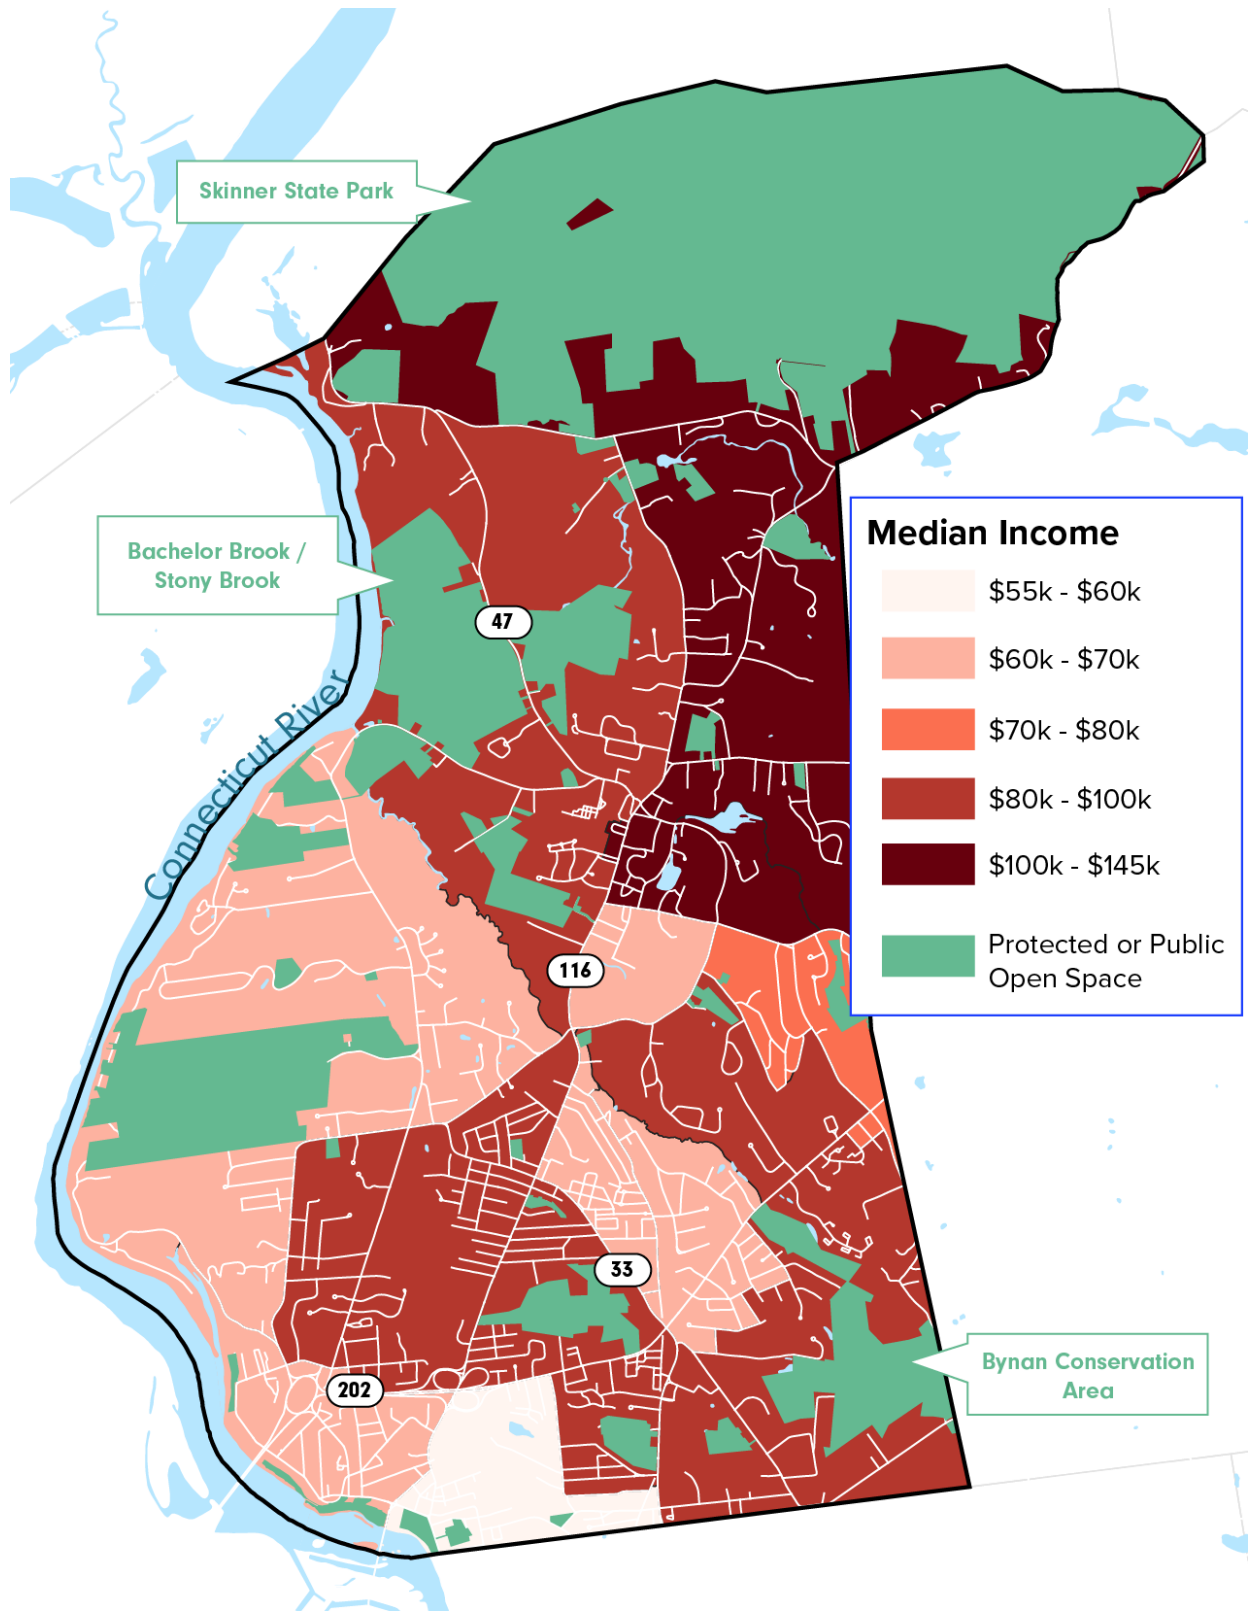 Skinner State Park
Bachelor Brook /
Stony Brook
47
Connecticut River
116
33
202
Bynan Conservation
Area
Median Income
$55k - $60k
$60k - $70k
$70k - $80k
$80k - $100k
$100k - $145k
Protected or Public
Open Space